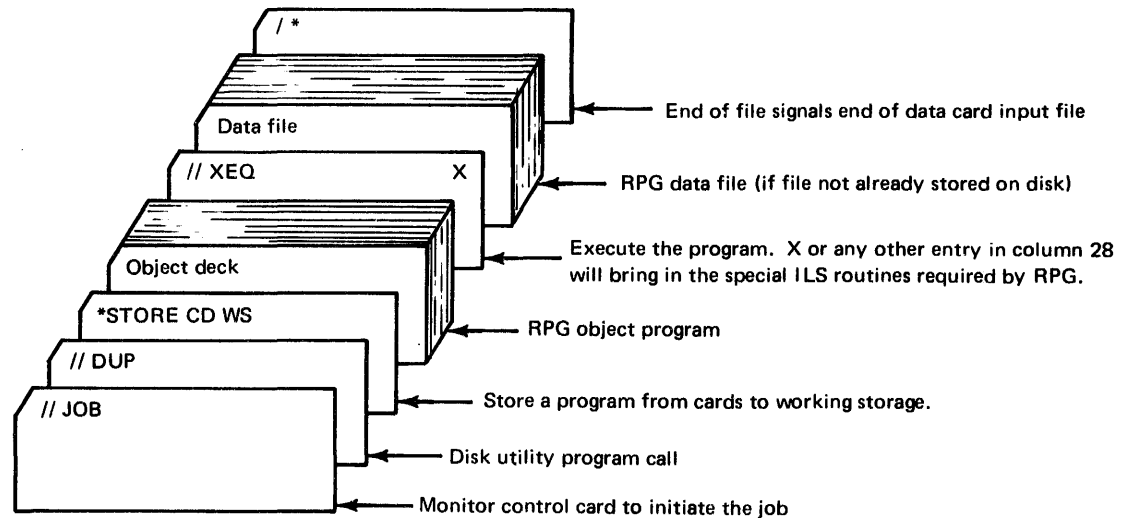 / *
End of file signals end of data card input file
Data file
// XEQ X
RPG data file (if file not already stored on disk)
Execute the program. X or any other entry in column 28
will bring in the special ILS routines required by RPG.
Object deck
*STORE CD WS
RPG object program
// DUP
// JOB
Store a program from cards to working storage.
Disk utility program call
Monitor control card to initiate the job